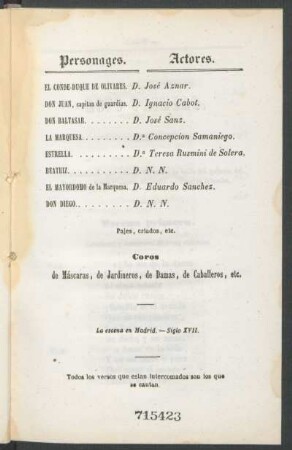 Personages. Actores.
EL CONDE-DUQUE DE OLIVARES. D. José Aznar.
DON JUAN, capitan de guardias. D. Ignacio Cabot.
DON BALTASAR. . . . . . . . . D. José Sanz.
LA MARQUESA. . . . . . . . . D.ª Concepcion Samaniego.
ESTRELLA. . . . . . . . . . . D.ª Teresa Rusmini de Solera.
BEATRIZ. . . . . . . . . . . . D. N. N.
EL MAYORDOMO de la Marquesa. D. Eduardo Sanchez.
DON DIEGO. . . . . . . . . . . D. N. N.
Pajes, criados, etc.
Coros
de Máscaras, de Jardineros, de Damas, de Caballeros, etc.
La escena en Madrid. — Siglo XVII.
Todos los versos que estan intercomados son los que
se cantan.
715423